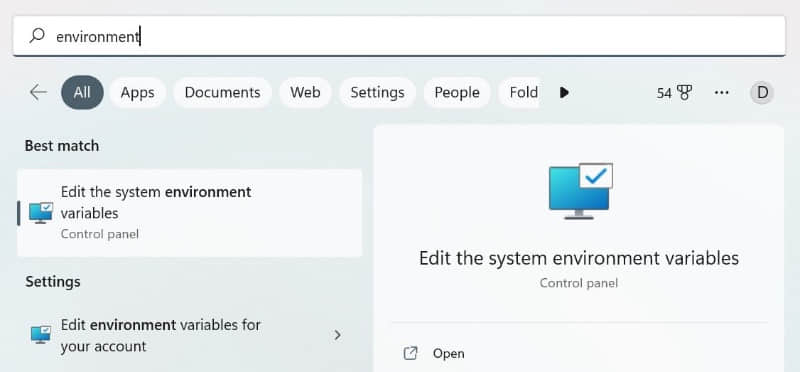 environment
All Apps Documents Web Settings People Fold 54 D
Best match
Edit the system environment
variables
Control panel
Settings
Edit environment variables for
your account
Edit the system environment variables
Control panel
Open